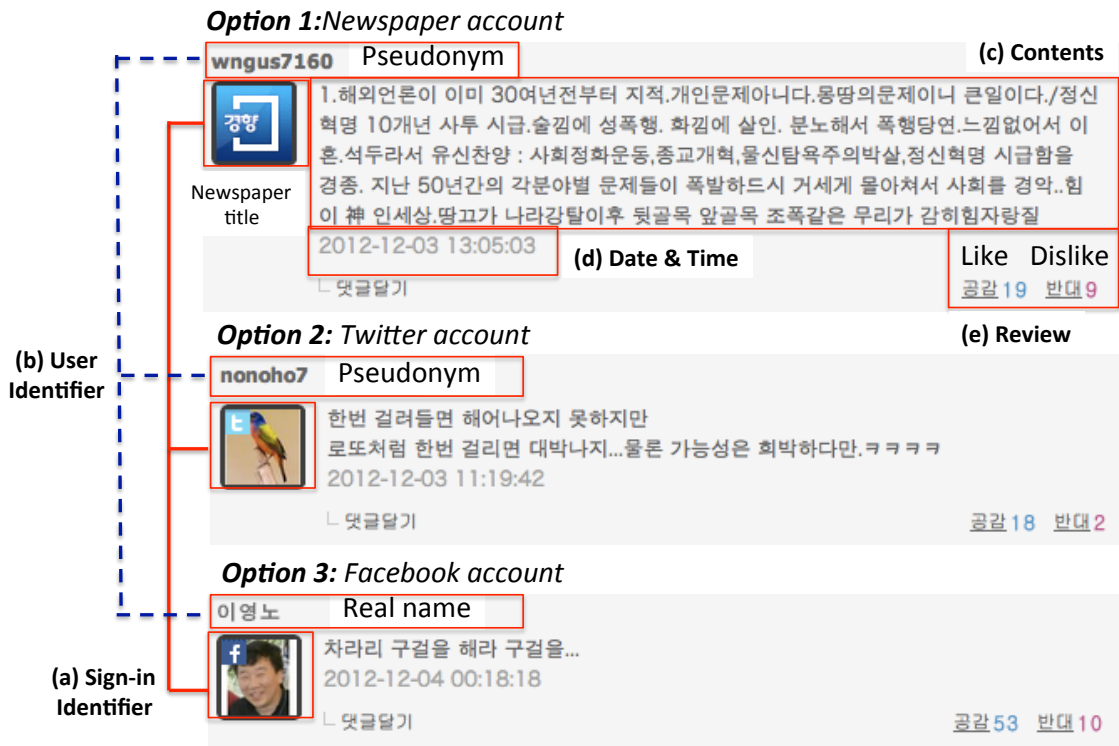 Option 1:Newspaper account
wngus7160 Pseudonym
(c) Contents
경향
Newspaper
title
1.해외언론이 이미 30여년전부터 지적.개인문제아니다.몽땅의문제이니 큰일이다./정신
혁명 10개년 사투 시급.술김에 성폭행. 화김에 살인. 분노해서 폭행당연.느낌없어서 이
혼.석두라서 유신찬양 : 사회정화운동,종교개혁,물신탐욕주의박살,정신혁명 시급함을
경종. 지난 50년간의 각분야별 문제들이 폭발하드시 거세게 몰아쳐서 사회를 경악..힘
이 神 인세상.땅끄가 나라강탈이후 뒷골목 앞골목 조폭같은 무리가 감히힘자랑질
2012-12-03 13:05:03
(d) Date & Time
Like Dislike
└ 댓글달기
공감19 반대9
(e) Review
Option 2: Twitter account
(b) User
Identifier
nonoho7 Pseudonym
t
한번 걸려들면 헤어나오지 못하지만
로또처럼 한번 걸리면 대박나지...물론 가능성은 희박하다만.ㅋㅋㅋㅋ
2012-12-03 11:19:42
└ 댓글달기
공감18 반대2
Option 3: Facebook account
이영노 Real name
f
차라리 구걸을 해라 구걸을...
2012-12-04 00:18:18
(a) Sign-in
Identifier
└ 댓글달기
공감53 반대10